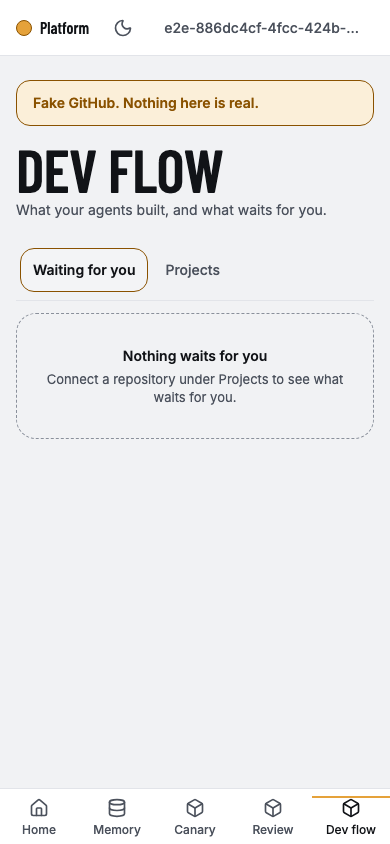 Platform
e2e-886dc4cf-4fcc-424b-...
Fake GitHub. Nothing here is real.
DEV FLOW
What your agents built, and what waits for you.
Waiting for you
Projects
Nothing waits for you
Connect a repository under Projects to see what
waits for you.
Home
Memory
Canary
Review
Dev flow